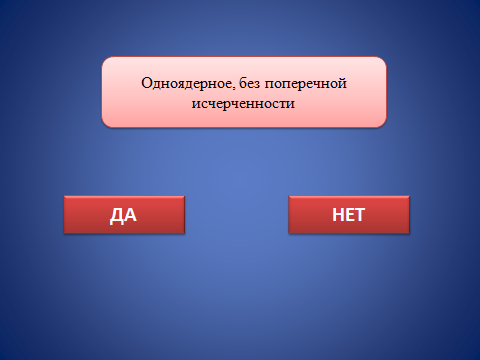 Одноядерное, без поперечной
исчерченности
ДА
НЕТ